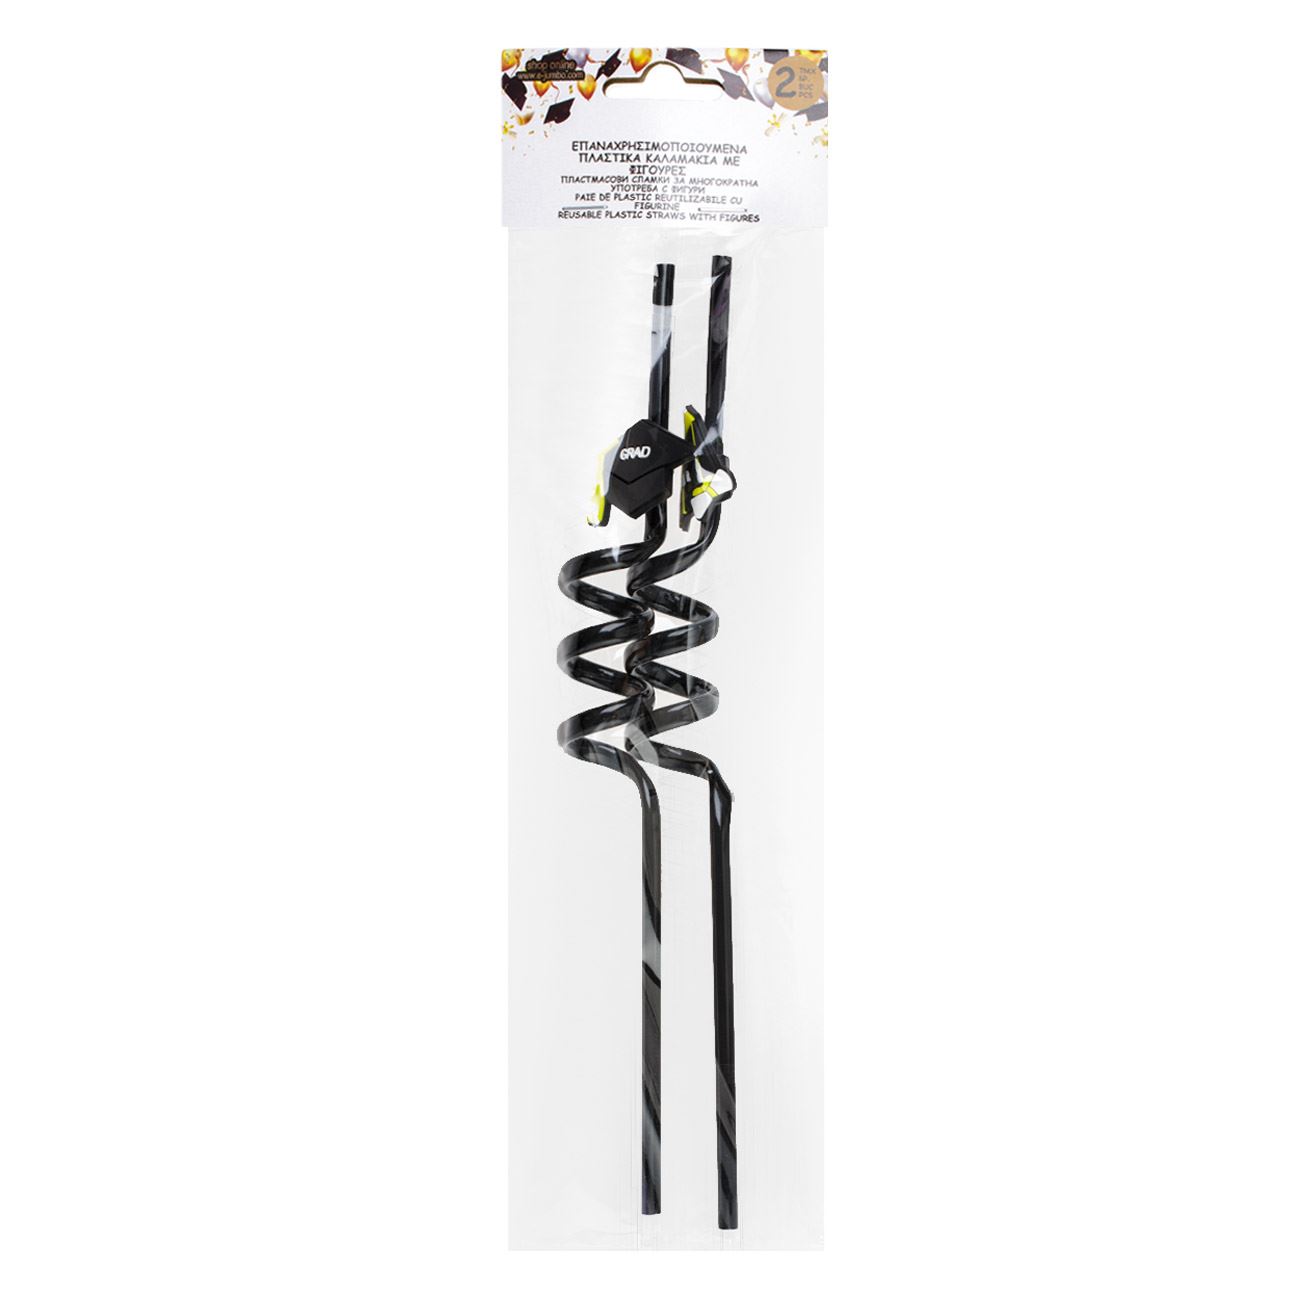 shop online
www.e-jumbo.com
2
ΤΜΧ
БР.
BUC
PCS
ΕΠΑΝΑΧΡΗΣΙΜΟΠΟΙΟΥΜΕΝΑ
ΠΛΑΣΤΙΚΑ ΚΑΛΑΜΑΚΙΑ ΜΕ
ΦΙΓΟΥΡΕΣ
ПЛАСТМАСОВИ СЛАМКИ ЗА МНОГОКРАТНА
УПОТРЕБА С ФИГУРИ
PAIE DE PLASTIC REUTILIZABILE CU
FIGURINE
REUSABLE PLASTIC STRAWS WITH FIGURES
GRAD